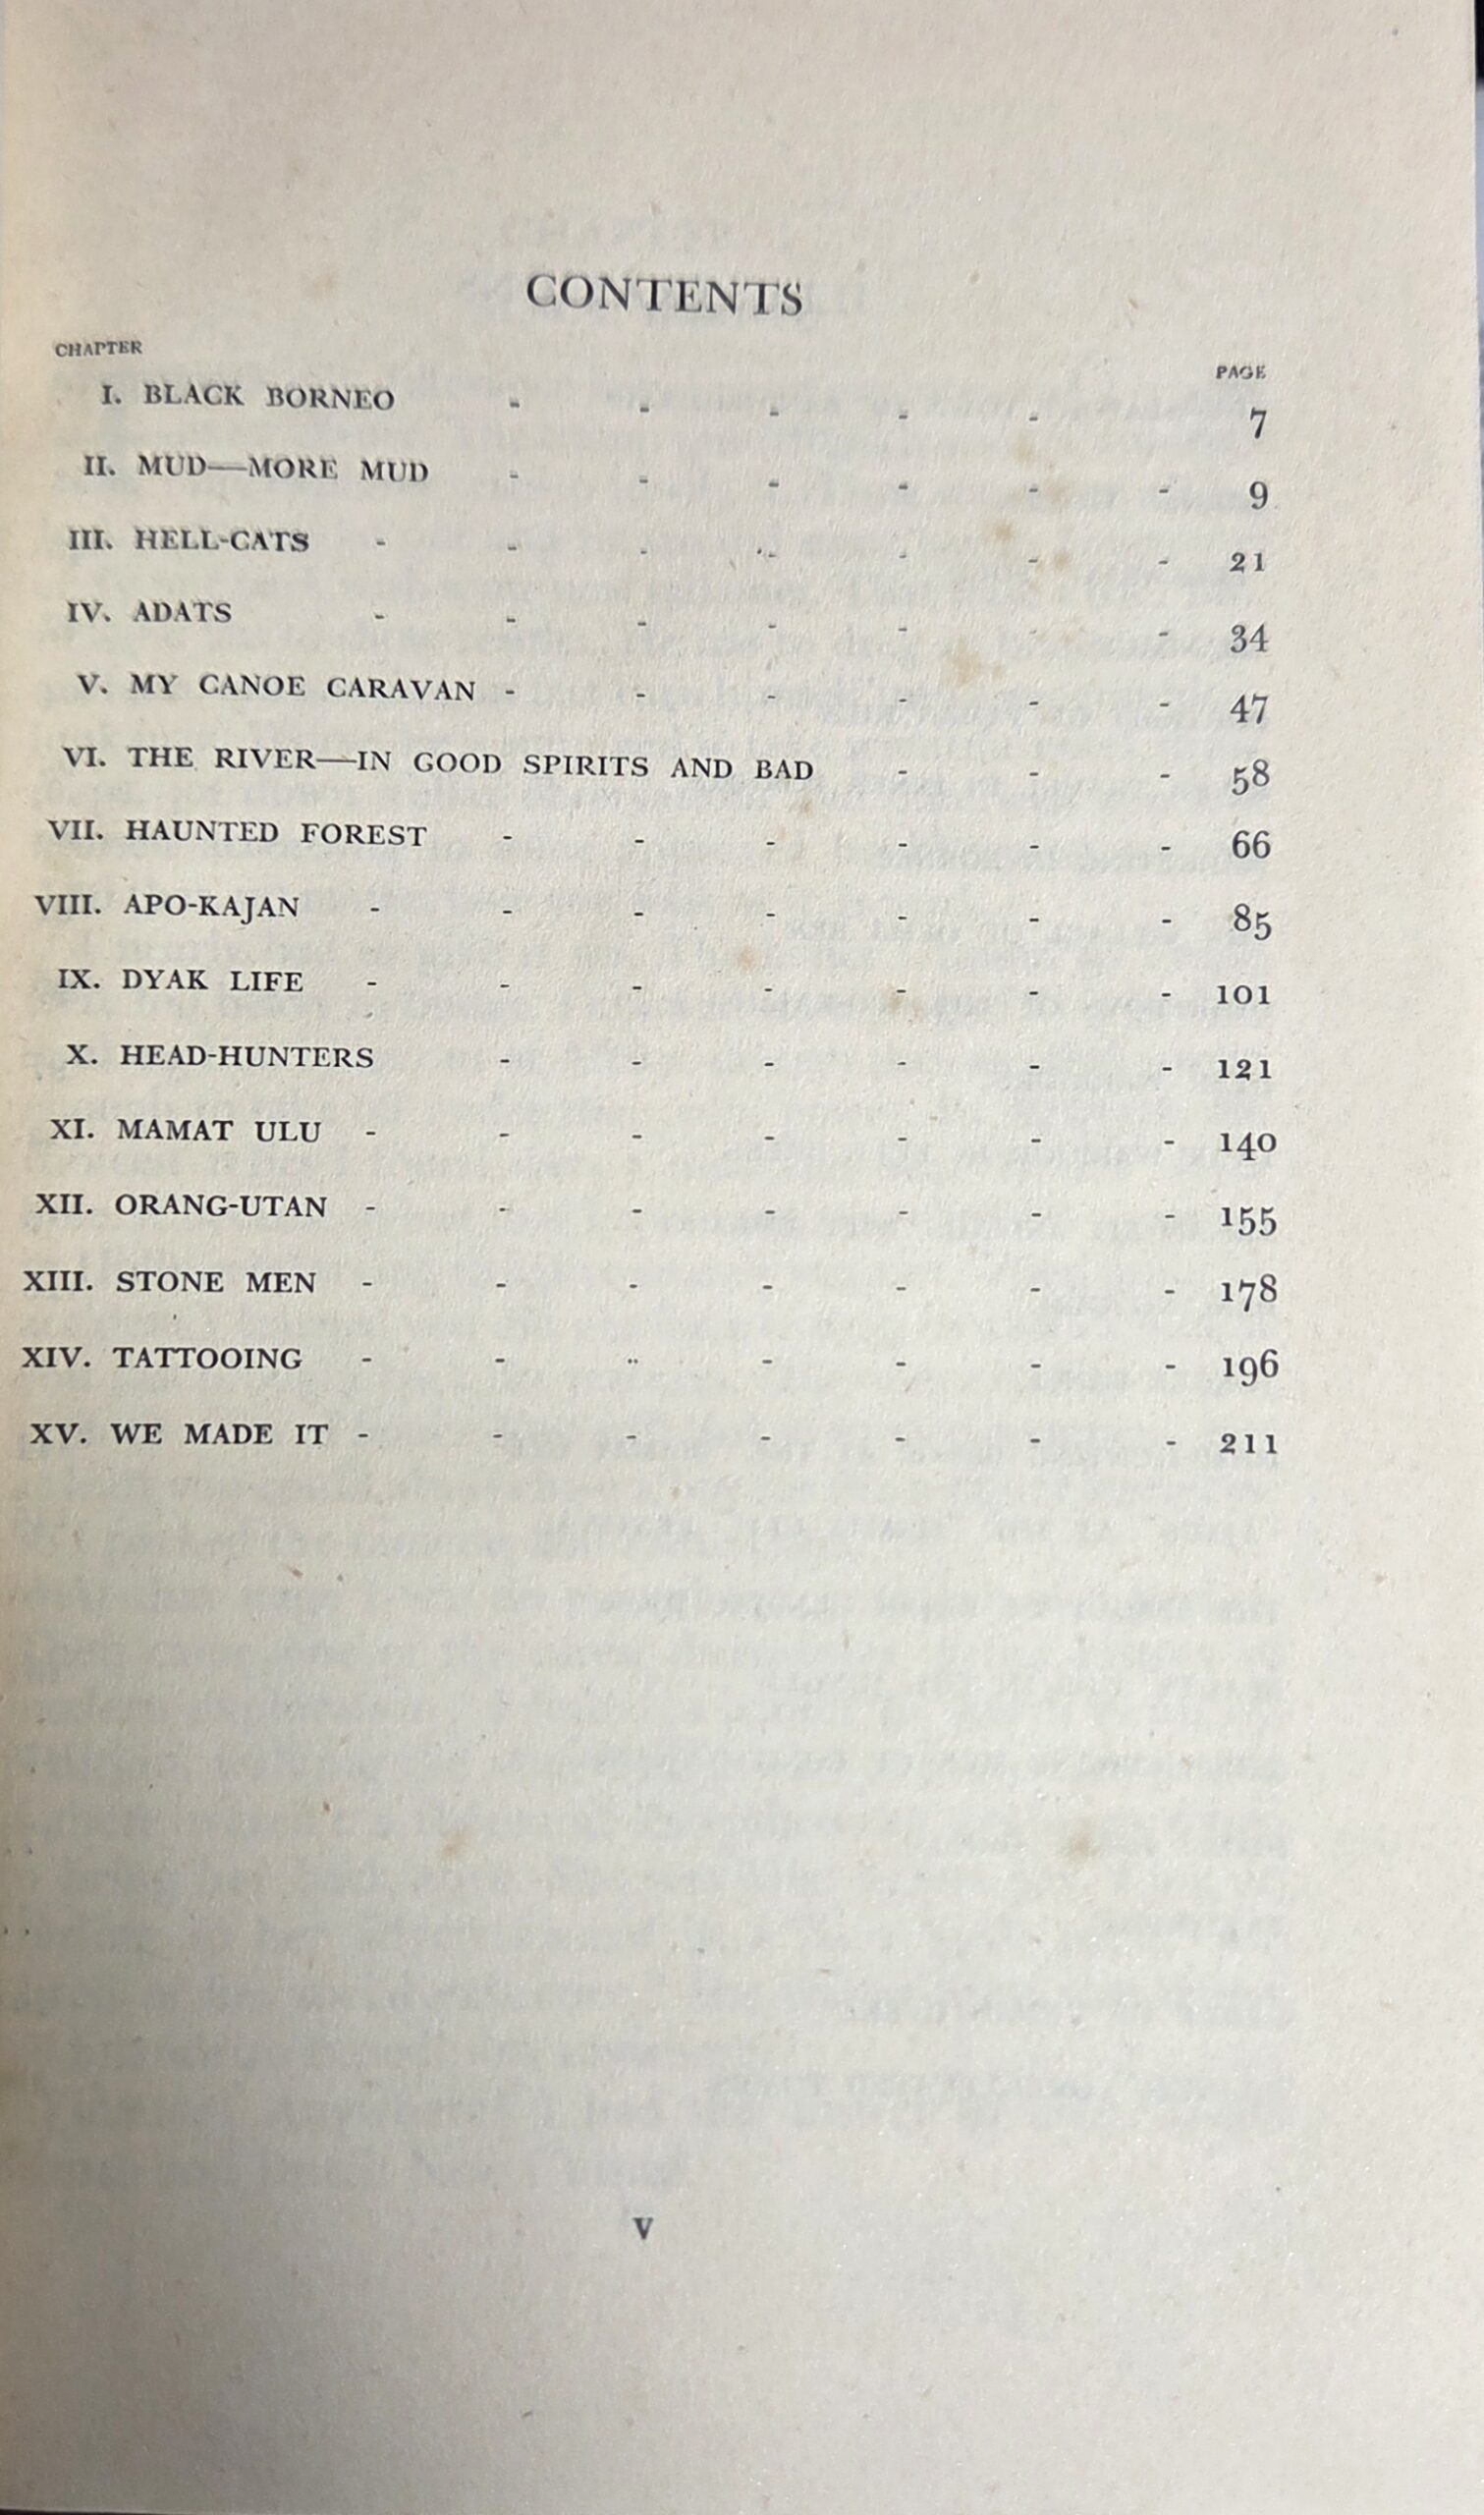 CONTENTS
CHAPTER PAGE
I. BLACK BORNEO - - - - - 7
II. MUD—MORE MUD - - - - - - 9
III. HELL-CATS - - - - - - - 21
IV. ADATS - - - - - - - 34
V. MY CANOE CARAVAN - - - - - - 47
VI. THE RIVER—IN GOOD SPIRITS AND BAD - - - 58
VII. HAUNTED FOREST - - - - - - 66
VIII. APO-KAJAN - - - - - - - 85
IX. DYAK LIFE - - - - - - - 101
X. HEAD-HUNTERS - - - - - - 121
XI. MAMAT ULU - - - - - - - 140
XII. ORANG-UTAN - - - - - - - 155
XIII. STONE MEN - - - - - - - 178
XIV. TATTOOING - - - - - - - 196
XV. WE MADE IT - - - - - - - 211
v